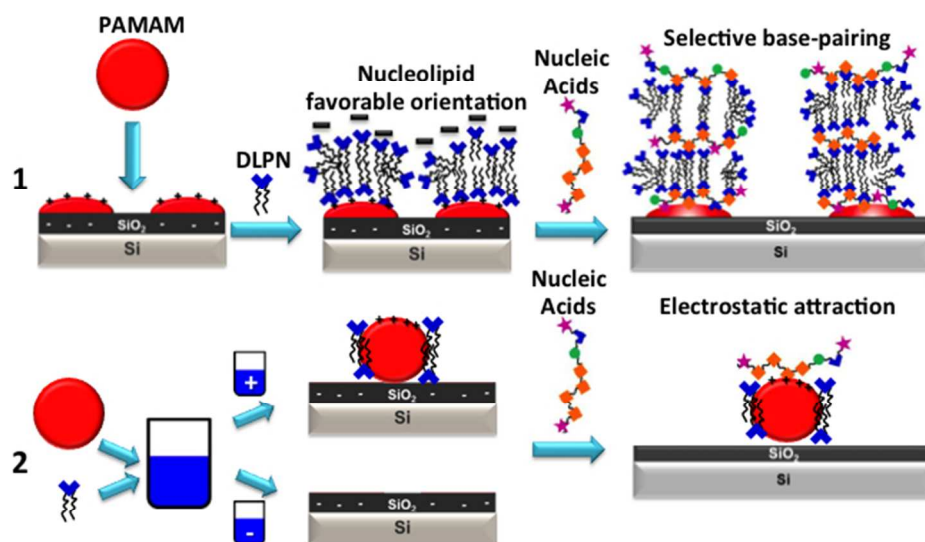 PAMAM
Nucleolipid
favorable orientation
Nucleic
Acids
Selective base-pairing
1
DLPN
+ + + +
- - - -
SiO₂
- - -
Si
- - SiO₂ - -
Si
SiO₂
Si
2
+
-
+ + + +
- - - SiO₂ - - -
Si
- - - SiO₂ - - -
Si
Nucleic
Acids
Electrostatic attraction
+ + + +
SiO₂
Si